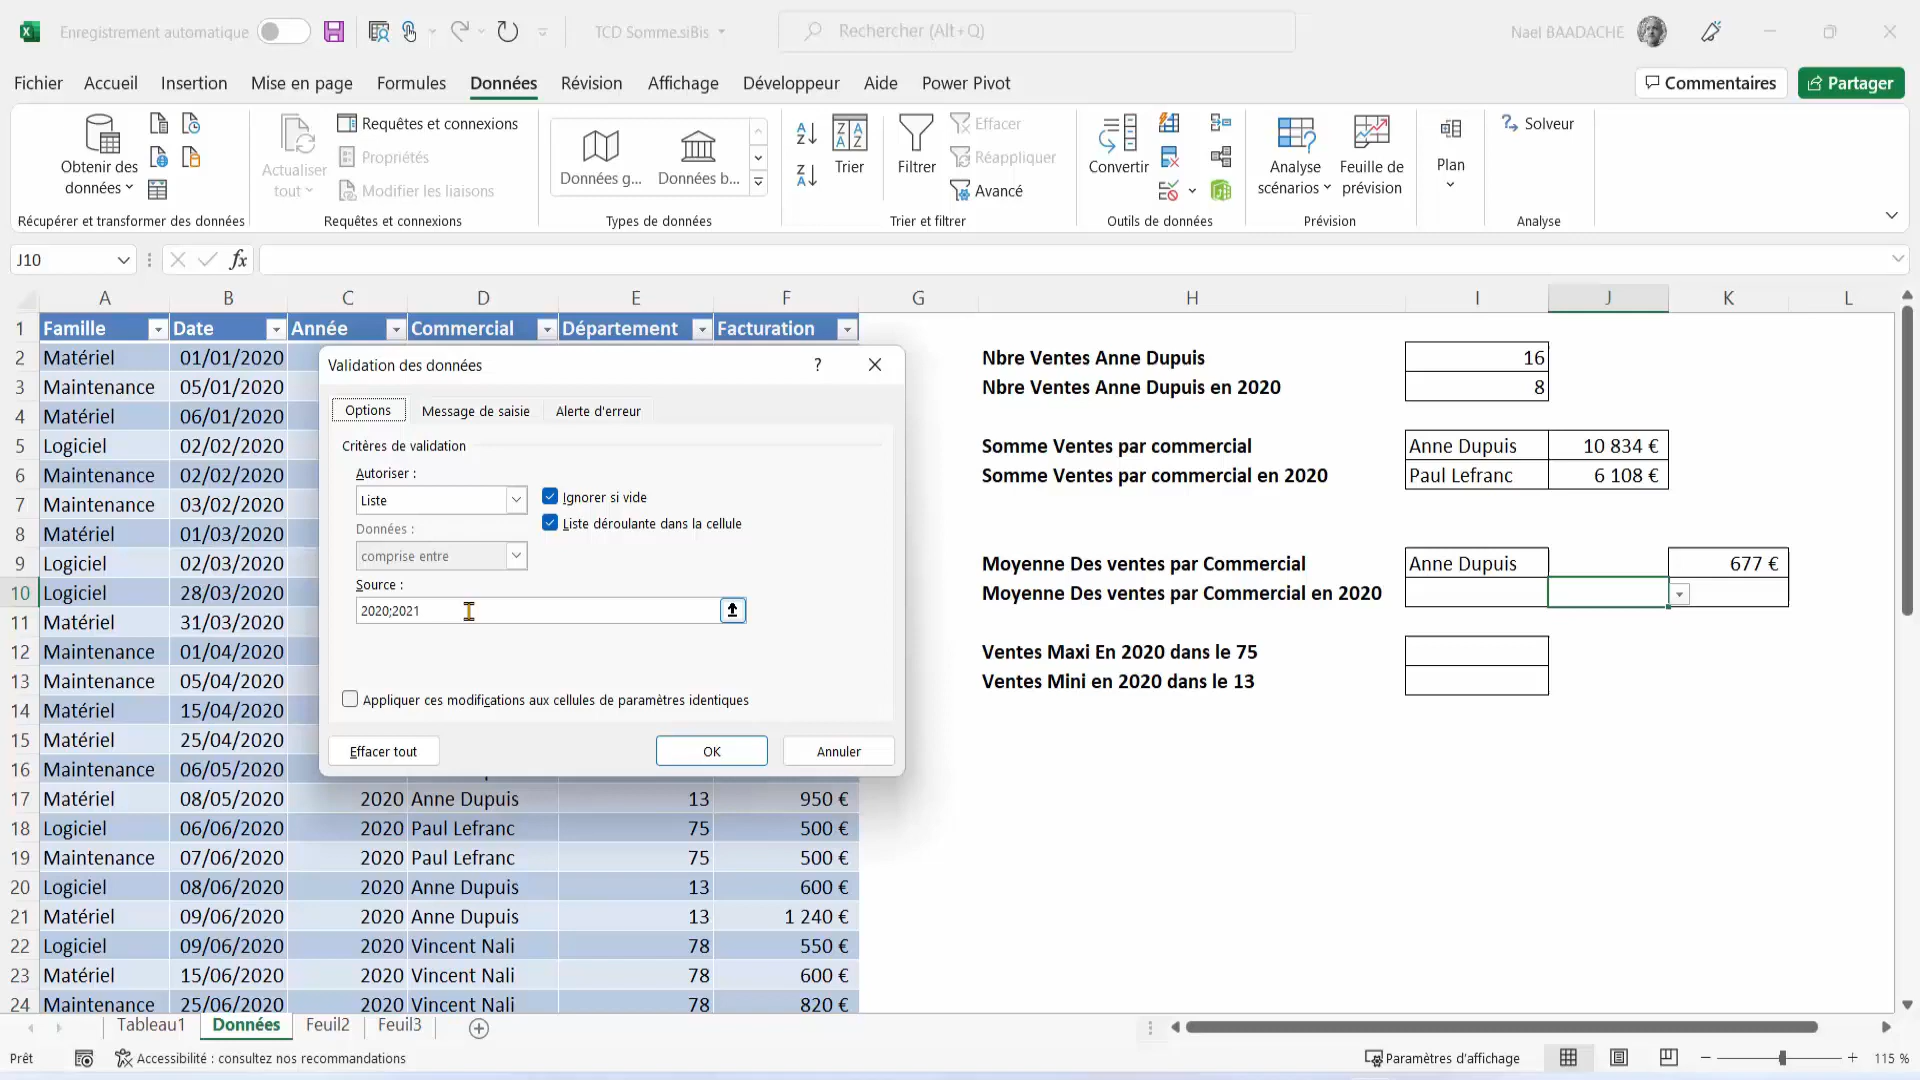 Enregistrement automatique
TCD Somme.siBis
Rechercher (Alt+Q)
Nael BAADACHE
Fichier Accueil Insertion Mise en page Formules Données Révision Affichage Développeur Aide Power Pivot
Commentaires Partager
Obtenir des données
Récupérer et transformer des données
Actualiser tout
Requêtes et connexions
Propriétés
Modifier les liaisons
Requêtes et connexions
Données g... Données b...
Types de données
Trier
Filtrer
Effacer
Réappliquer
Avancé
Trier et filtrer
Convertir
Outils de données
Analyse scénarios
Feuille de prévision
Prévision
Plan
Solveur
Analyse
J10 fx
A B C D E F G H I J K L
1 Famille Date Année Commercial Département Facturation
2 Matériel 01/01/2020
3 Maintenance 05/01/2020
4 Matériel 06/01/2020
5 Logiciel 02/02/2020
6 Maintenance 02/02/2020
7 Maintenance 03/02/2020
8 Matériel 01/03/2020
9 Logiciel 02/03/2020
10 Logiciel 28/03/2020
11 Matériel 31/03/2020
12 Maintenance 01/04/2020
13 Maintenance 05/04/2020
14 Matériel 15/04/2020
15 Matériel 25/04/2020
16 Maintenance 06/05/2020
17 Matériel 08/05/2020 2020 Anne Dupuis 13 950 €
18 Logiciel 06/06/2020 2020 Paul Lefranc 75 500 €
19 Maintenance 07/06/2020 2020 Paul Lefranc 75 500 €
20 Logiciel 08/06/2020 2020 Anne Dupuis 13 600 €
21 Matériel 09/06/2020 2020 Anne Dupuis 13 1 240 €
22 Logiciel 09/06/2020 2020 Vincent Nali 78 550 €
23 Matériel 15/06/2020 2020 Vincent Nali 78 600 €
24 Maintenance 25/06/2020 2020 Vincent Nali 78 820 €
Validation des données ?
Options Message de saisie Alerte d'erreur
Critères de validation
Autoriser :
Liste
Ignorer si vide
Liste déroulante dans la cellule
Données :
comprise entre
Source :
2020;2021
Appliquer ces modifications aux cellules de paramètres identiques
Effacer tout OK Annuler
Nbre Ventes Anne Dupuis 16
Nbre Ventes Anne Dupuis en 2020 8
Somme Ventes par commercial Anne Dupuis 10 834 €
Somme Ventes par commercial en 2020 Paul Lefranc 6 108 €
Moyenne Des ventes par Commercial Anne Dupuis 677 €
Moyenne Des ventes par Commercial en 2020
Ventes Maxi En 2020 dans le 75
Ventes Mini en 2020 dans le 13
Tableau1 Données Feuil2 Feuil3
Prêt
Accessibilité : consultez nos recommandations
Paramètres d'affichage
115 %